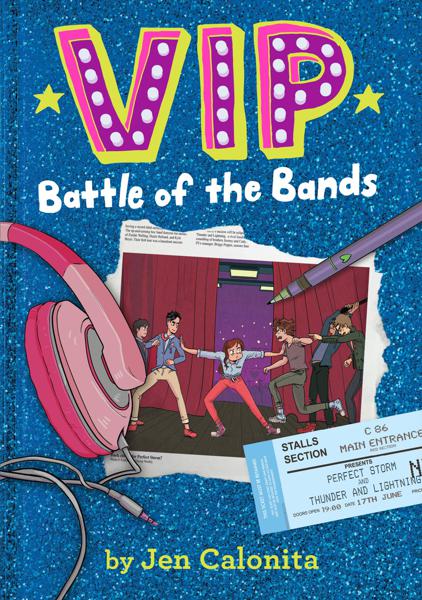 VIP
Battle of the Bands
STALLS
SECTION
C 86
MAIN ENTRANCE
PRESENTS
PERFECT STORM
AND
THUNDER AND LIGHTNING
DOORS OPEN 19:00 DATE 17TH JUNE
by Jen Calonita